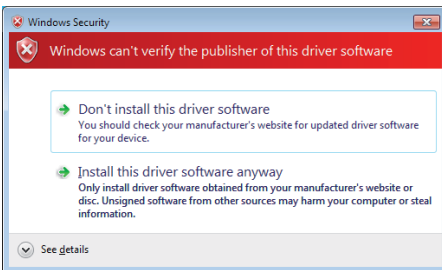 Windows Security
Windows can't verify the publisher of this driver software
Don't install this driver software
You should check your manufacturer's website for updated driver software
for your device.
Install this driver software anyway
Only install driver software obtained from your manufacturer's website or
disc. Unsigned software from other sources may harm your computer or steal
information.
See details